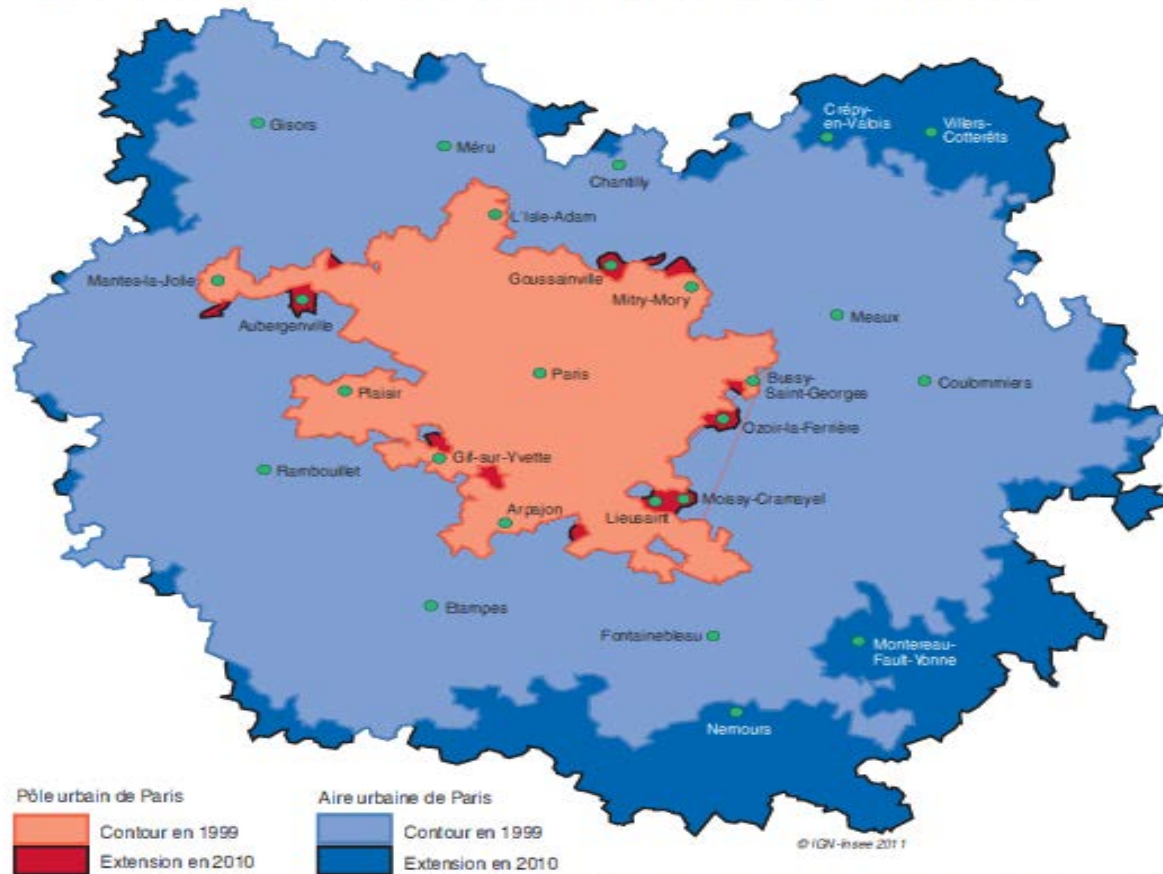 Gisors
Méru
Chantilly
Crépy-
en-Valois
Villers-
Cotterêts
L'Isle-Adam
Mantes-la-Jolie
Aubergenville
Goussainville
Mitry-Mory
Meaux
Paris
Plaisir
Bussy-
Saint-Georges
Coulommiers
Ozoir-la-Ferrière
Gif-sur-Yvette
Rambouillet
Arpajon
Lieusaint
Moissy-Cramayel
Etampes
Fontainebleau
Montereau-
Fault-Yonne
Nemours
Pôle urbain de Paris
Contour en 1999
Extension en 2010
Aire urbaine de Paris
Contour en 1999
Extension en 2010
© IGN-Insee 2011